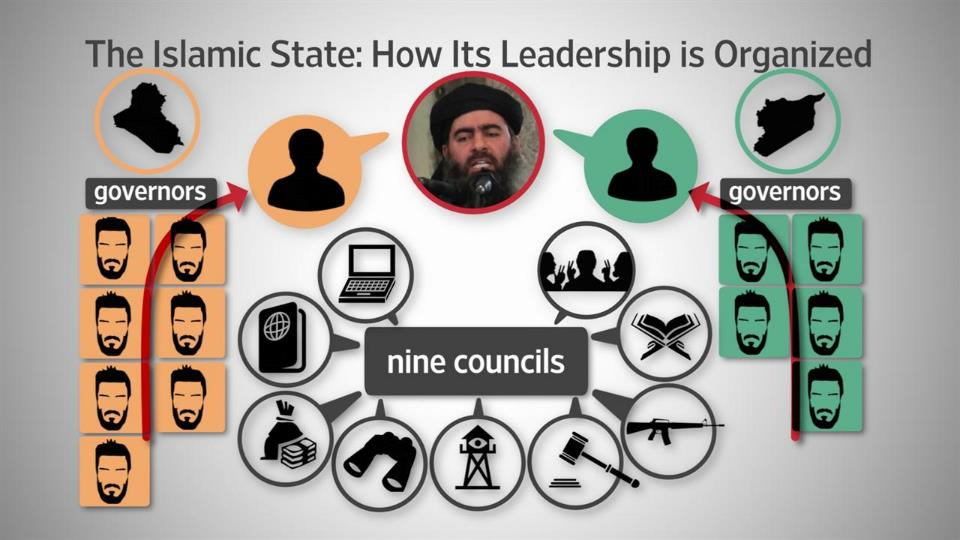 The Islamic State: How Its Leadership is Organized
governors
governors
nine councils